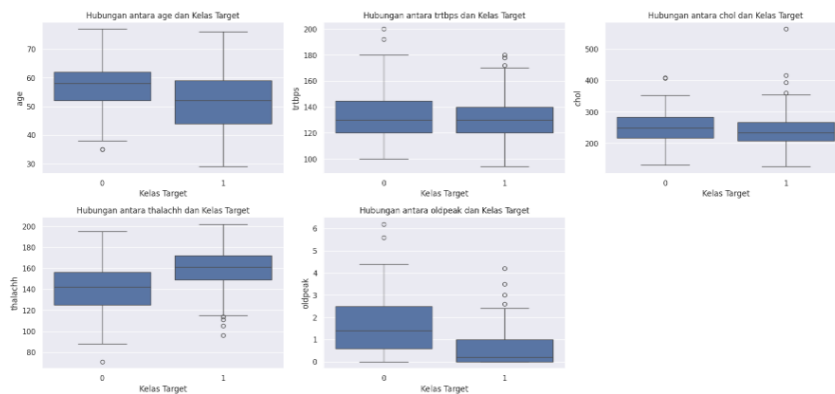 Hubungan antara age dan Kelas Target
70
60
50
40
30
age
0
1
Kelas Target
Hubungan antara trtbps dan Kelas Target
200
180
160
140
120
100
trtbps
0
1
Kelas Target
Hubungan antara chol dan Kelas Target
500
400
300
200
chol
0
1
Kelas Target
Hubungan antara thalachh dan Kelas Target
200
180
160
140
120
100
80
thalachh
0
1
Kelas Target
Hubungan antara oldpeak dan Kelas Target
6
5
4
3
2
1
0
oldpeak
0
1
Kelas Target